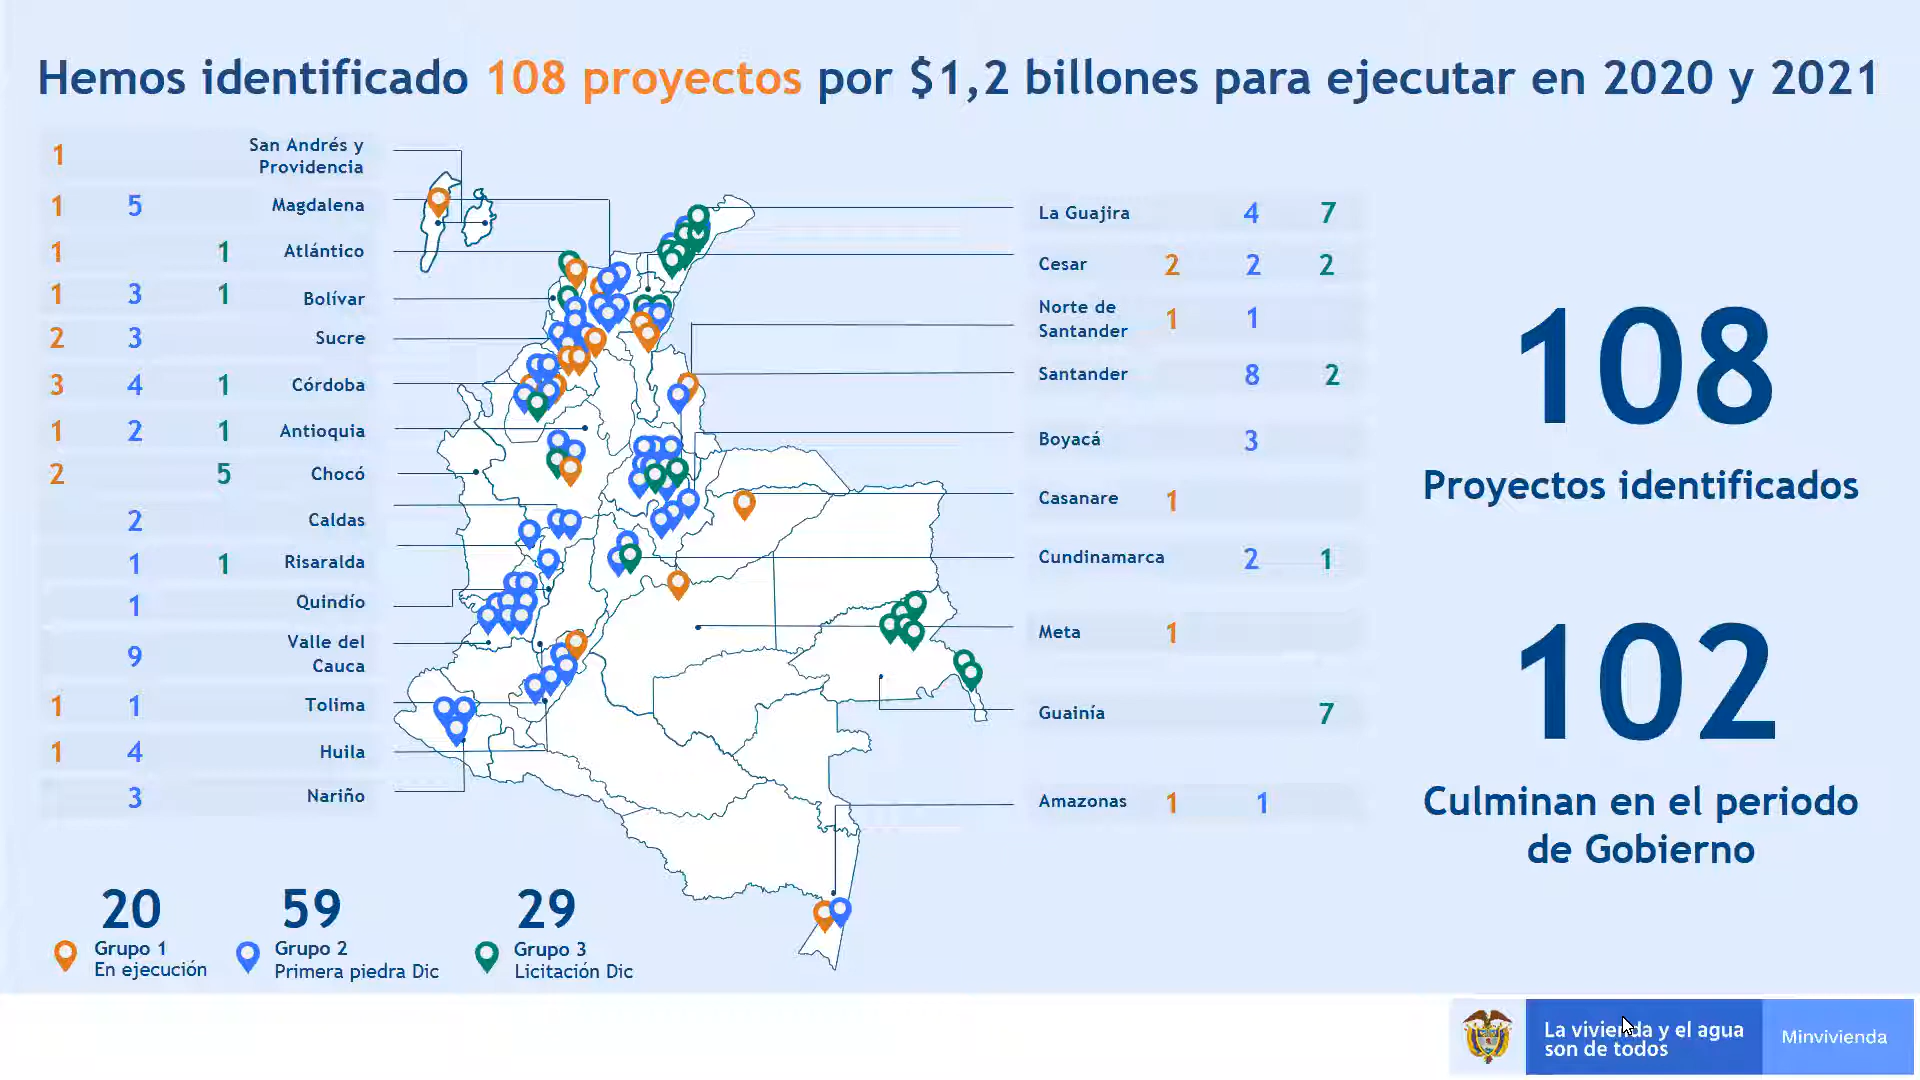 Hemos identificado 108 proyectos por $1,2 billones para ejecutar en 2020 y 2021
1 San Andrés y
Providencia
1 5 Magdalena
1 1 Atlántico
1 3 1 Bolívar
2 3 Sucre
3 4 1 Córdoba
1 2 1 Antioquia
2 5 Chocó
2 Caldas
1 1 Risaralda
1 Quindío
9 Valle del
Cauca
1 1 Tolima
1 4 Huila
3 Nariño
La Guajira 4 7
Cesar 2 2 2
Norte de
Santander 1 1
Santander 8 2
Boyacá 3
Casanare 1
Cundinamarca 2 1
Meta 1
Guainía 7
Amazonas 1 1
108
Proyectos identificados
102
Culminan en el periodo
de Gobierno
20
Grupo 1
En ejecución
59
Grupo 2
Primera piedra Dic
29
Grupo 3
Licitación Dic
La vivienda y el agua
son de todos
Minvivienda